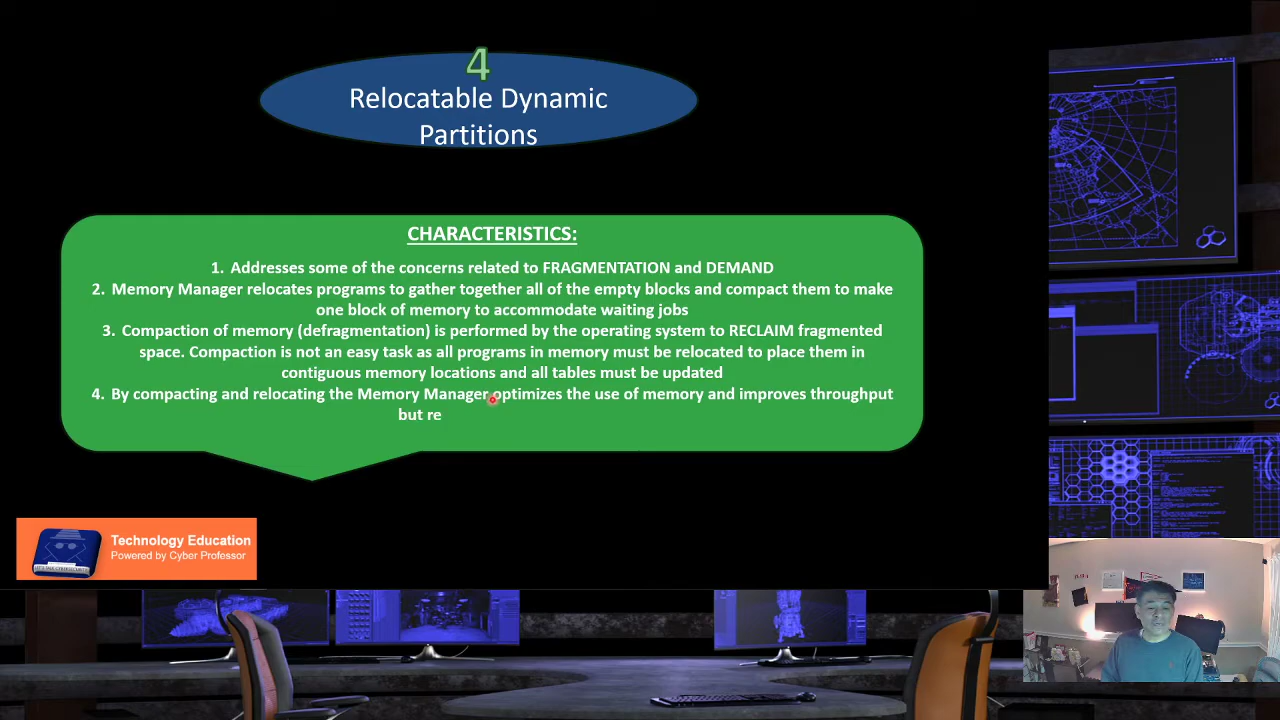 4
Relocatable Dynamic
Partitions
CHARACTERISTICS:
1. Addresses some of the concerns related to FRAGMENTATION and DEMAND
2. Memory Manager relocates programs to gather together all of the empty blocks and compact them to make
one block of memory to accommodate waiting jobs
3. Compaction of memory (defragmentation) is performed by the operating system to RECLAIM fragmented
space. Compaction is not an easy task as all programs in memory must be relocated to place them in
contiguous memory locations and all tables must be updated
4. By compacting and relocating the Memory Manager optimizes the use of memory and improves throughput
but re
Technology Education
Powered by Cyber Professor